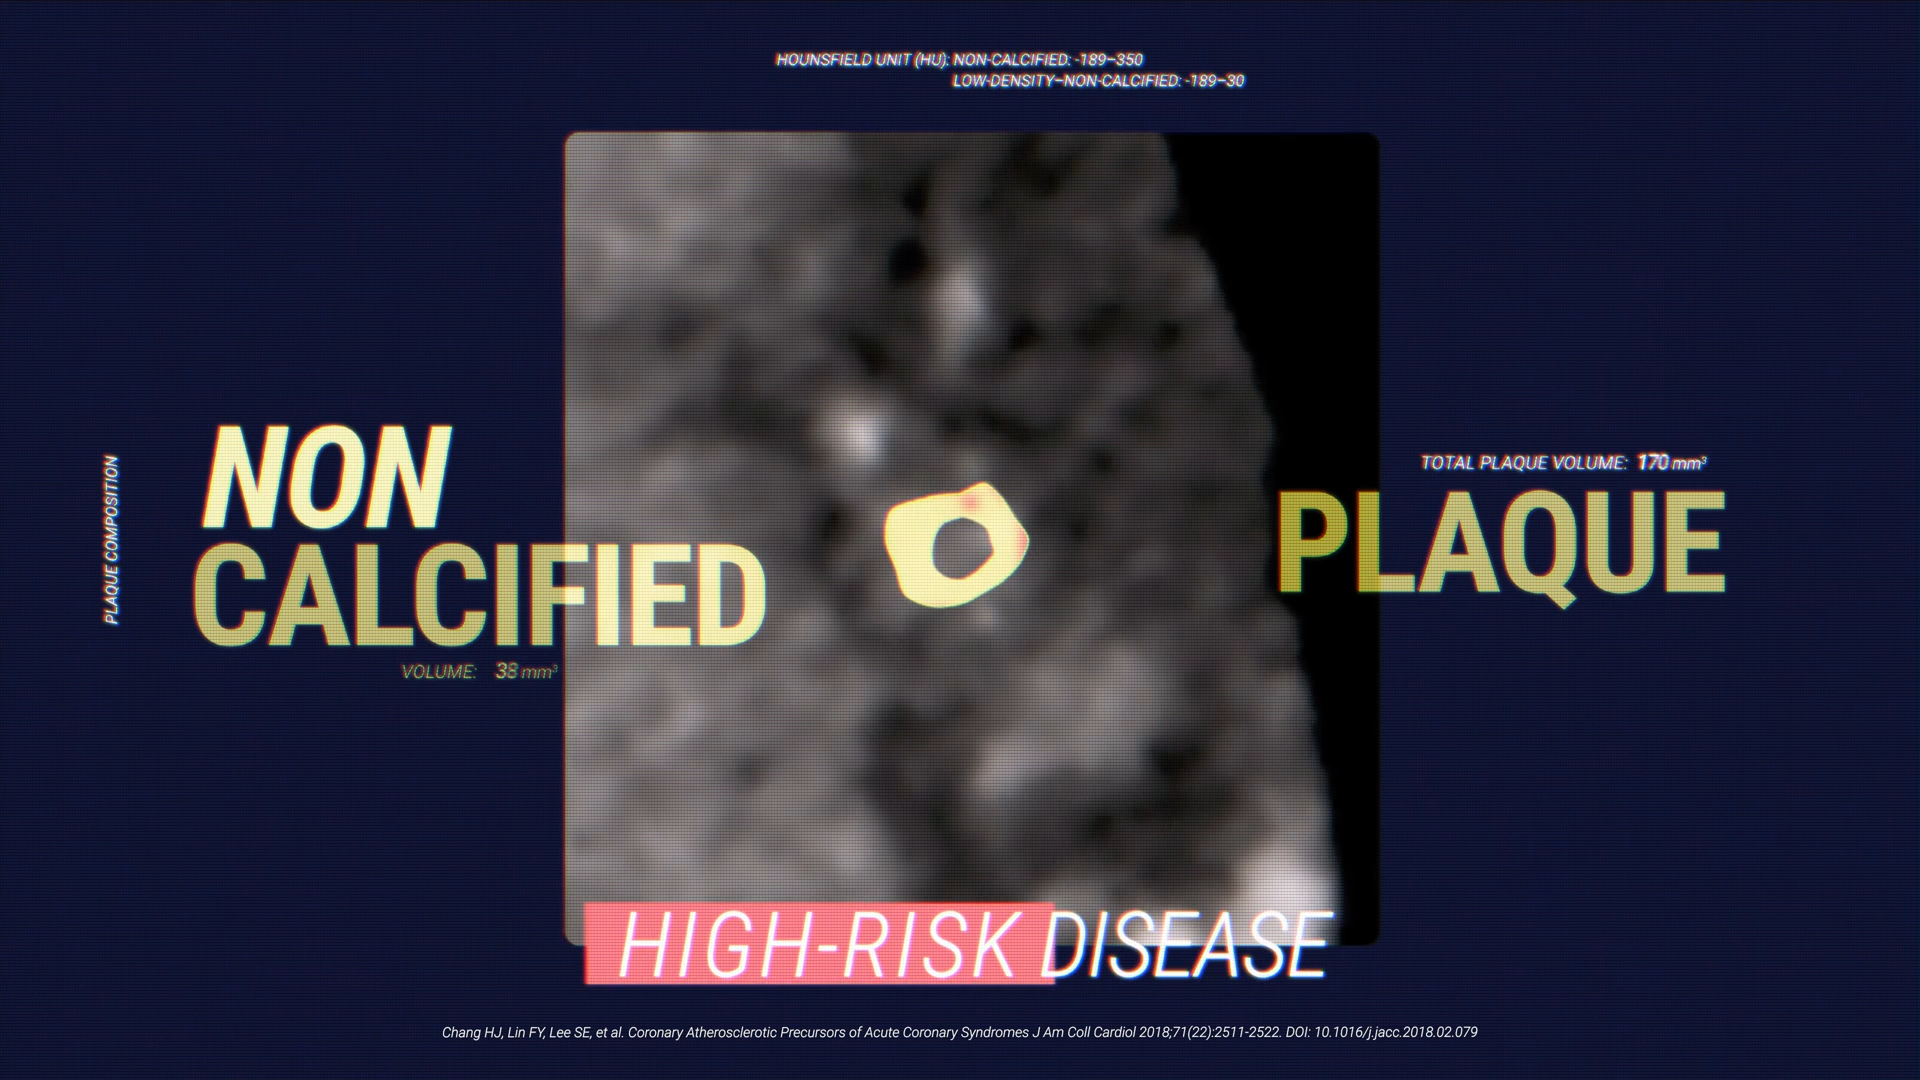 HOUNSFIELD UNIT (HU): NON-CALCIFIED: -189–350
LOW-DENSITY–NON-CALCIFIED: -189–30
PLAQUE COMPOSITION
NON
CALCIFIED
VOLUME: 38 mm³
TOTAL PLAQUE VOLUME: 170 mm³
PLAQUE
HIGH-RISK DISEASE
Chang HJ, Lin FY, Lee SE, et al. Coronary Atherosclerotic Precursors of Acute Coronary Syndromes J Am Coll Cardiol 2018;71(22):2511-2522. DOI: 10.1016/j.jacc.2018.02.079